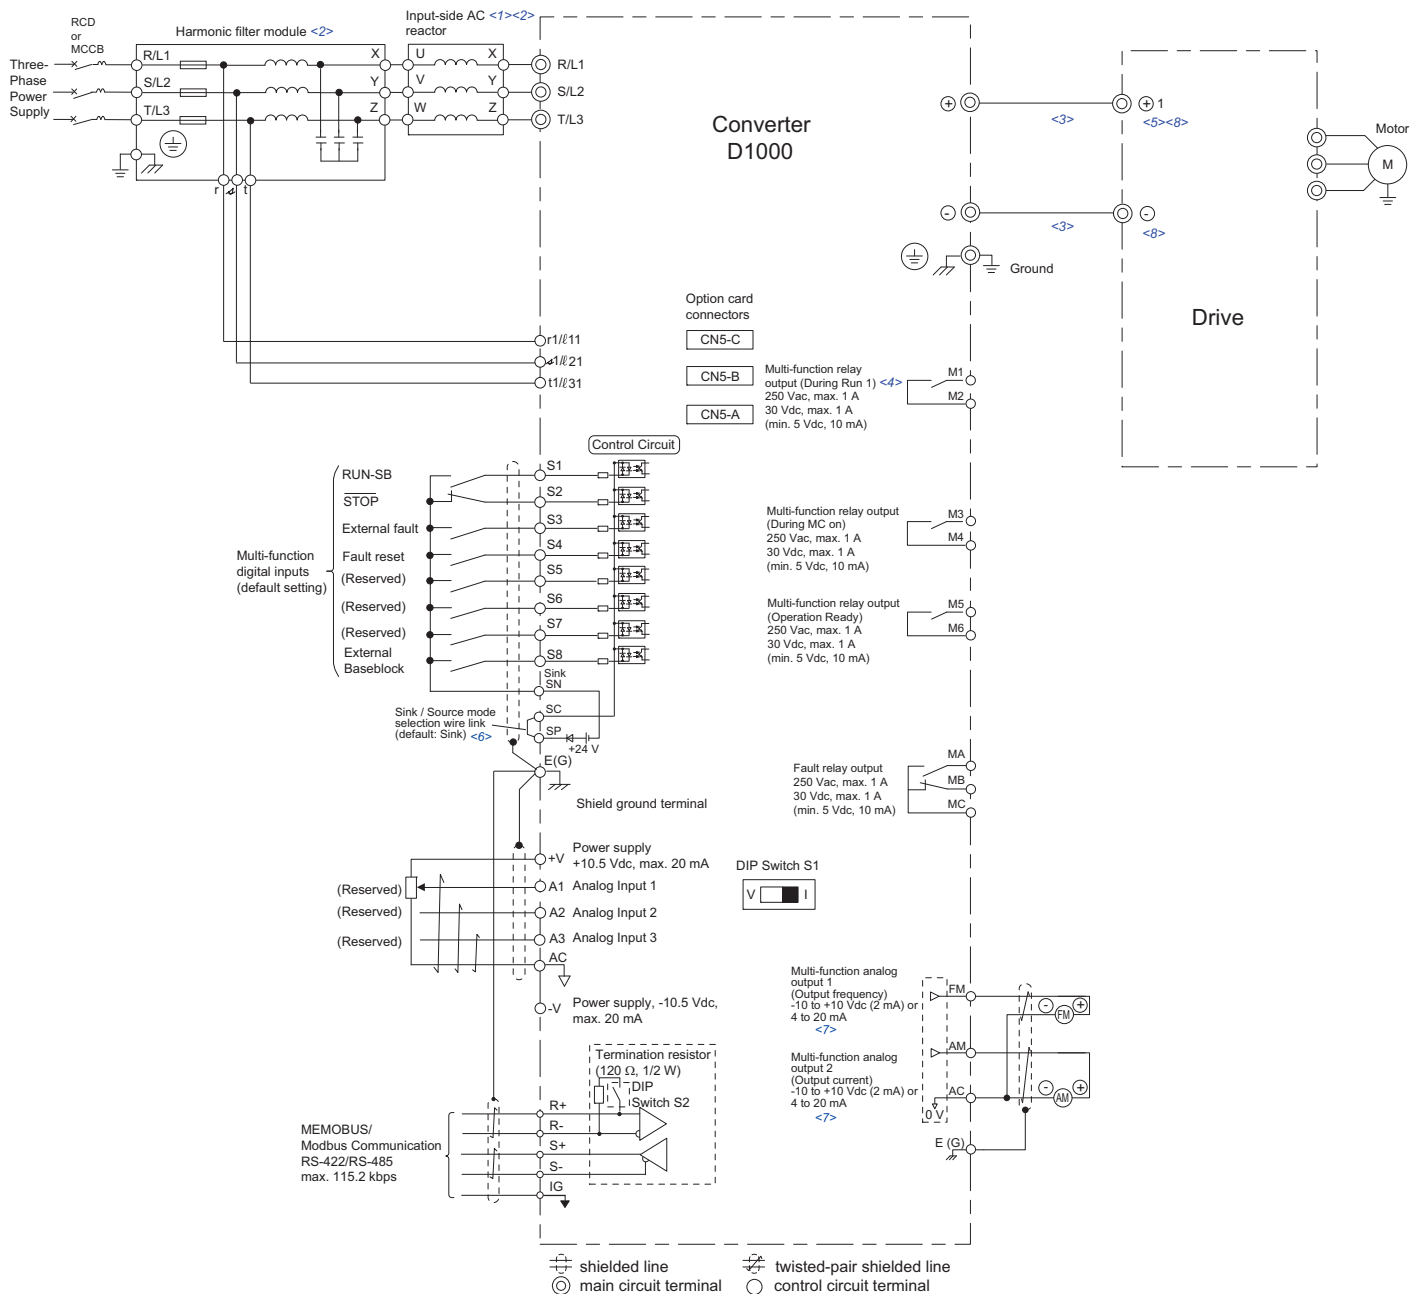 RCD
or
MCCB
Harmonic filter module <2>
Input-side AC <1><2>
reactor
Three-
Phase
Power
Supply
R/L1
S/L2
T/L3
X
Y
Z
U
V
W
X
Y
Z
R/L1
S/L2
T/L3
r
t
Converter
D1000
+
<3>
+ 1
<5><8>
-
<3>
-
<8>
Motor
M
Ground
Drive
r1/ℓ11
1/ℓ21
t1/ℓ31
Option card
connectors
CN5-C
CN5-B
CN5-A
Multi-function relay
output (During Run 1) <4>
250 Vac, max. 1 A
30 Vdc, max. 1 A
(min. 5 Vdc, 10 mA)
M1
M2
Control Circuit
Multi-function
digital inputs
(default setting)
RUN-SB
STOP
External fault
Fault reset
(Reserved)
(Reserved)
(Reserved)
External
Baseblock
S1
S2
S3
S4
S5
S6
S7
S8
Sink
SN
SC
SP
+24 V
Sink / Source mode
selection wire link
(default: Sink) <6>
E(G)
Shield ground terminal
Multi-function relay output
(During MC on)
250 Vac, max. 1 A
30 Vdc, max. 1 A
(min. 5 Vdc, 10 mA)
M3
M4
Multi-function relay output
(Operation Ready)
250 Vac, max. 1 A
30 Vdc, max. 1 A
(min. 5 Vdc, 10 mA)
M5
M6
Fault relay output
250 Vac, max. 1 A
30 Vdc, max. 1 A
(min. 5 Vdc, 10 mA)
MA
MB
MC
+V
Power supply
+10.5 Vdc, max. 20 mA
(Reserved)
A1 Analog Input 1
(Reserved)
A2 Analog Input 2
(Reserved)
A3 Analog Input 3
AC
-V
Power supply, -10.5 Vdc,
max. 20 mA
DIP Switch S1
V I
Multi-function analog
output 1
(Output frequency)
-10 to +10 Vdc (2 mA) or
4 to 20 mA
<7>
FM
- +
FM
Multi-function analog
output 2
(Output current)
-10 to +10 Vdc (2 mA) or
4 to 20 mA
<7>
AM
- +
AM
AC
0 V
E (G)
Termination resistor
(120 Ω, 1/2 W)
DIP
Switch S2
MEMOBUS/
Modbus Communication
RS-422/RS-485
max. 115.2 kbps
R+
R-
S+
S-
IG
shielded line
twisted-pair shielded line
main circuit terminal
control circuit terminal